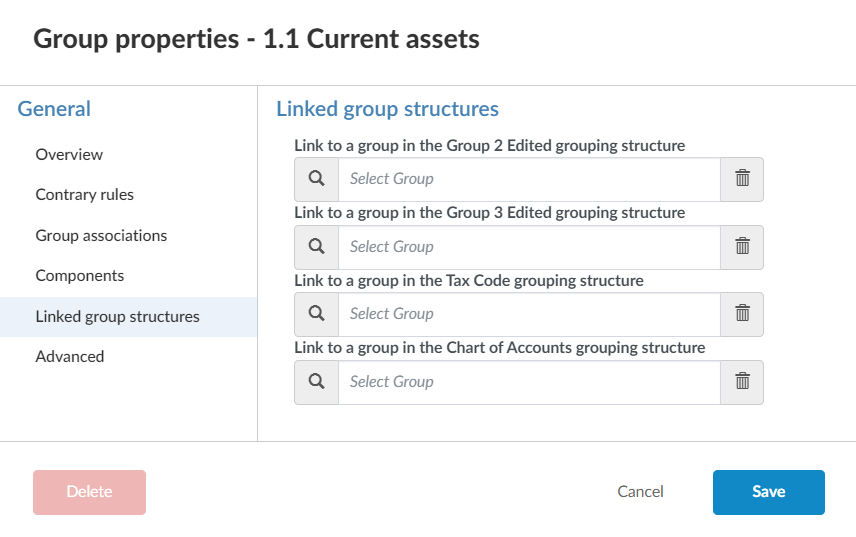 Group properties - 1.1 Current assets
General
Overview
Contrary rules
Group associations
Components
Linked group structures
Advanced
Linked group structures
Link to a group in the Group 2 Edited grouping structure
Select Group
Link to a group in the Group 3 Edited grouping structure
Select Group
Link to a group in the Tax Code grouping structure
Select Group
Link to a group in the Chart of Accounts grouping structure
Select Group
Delete
Cancel
Save